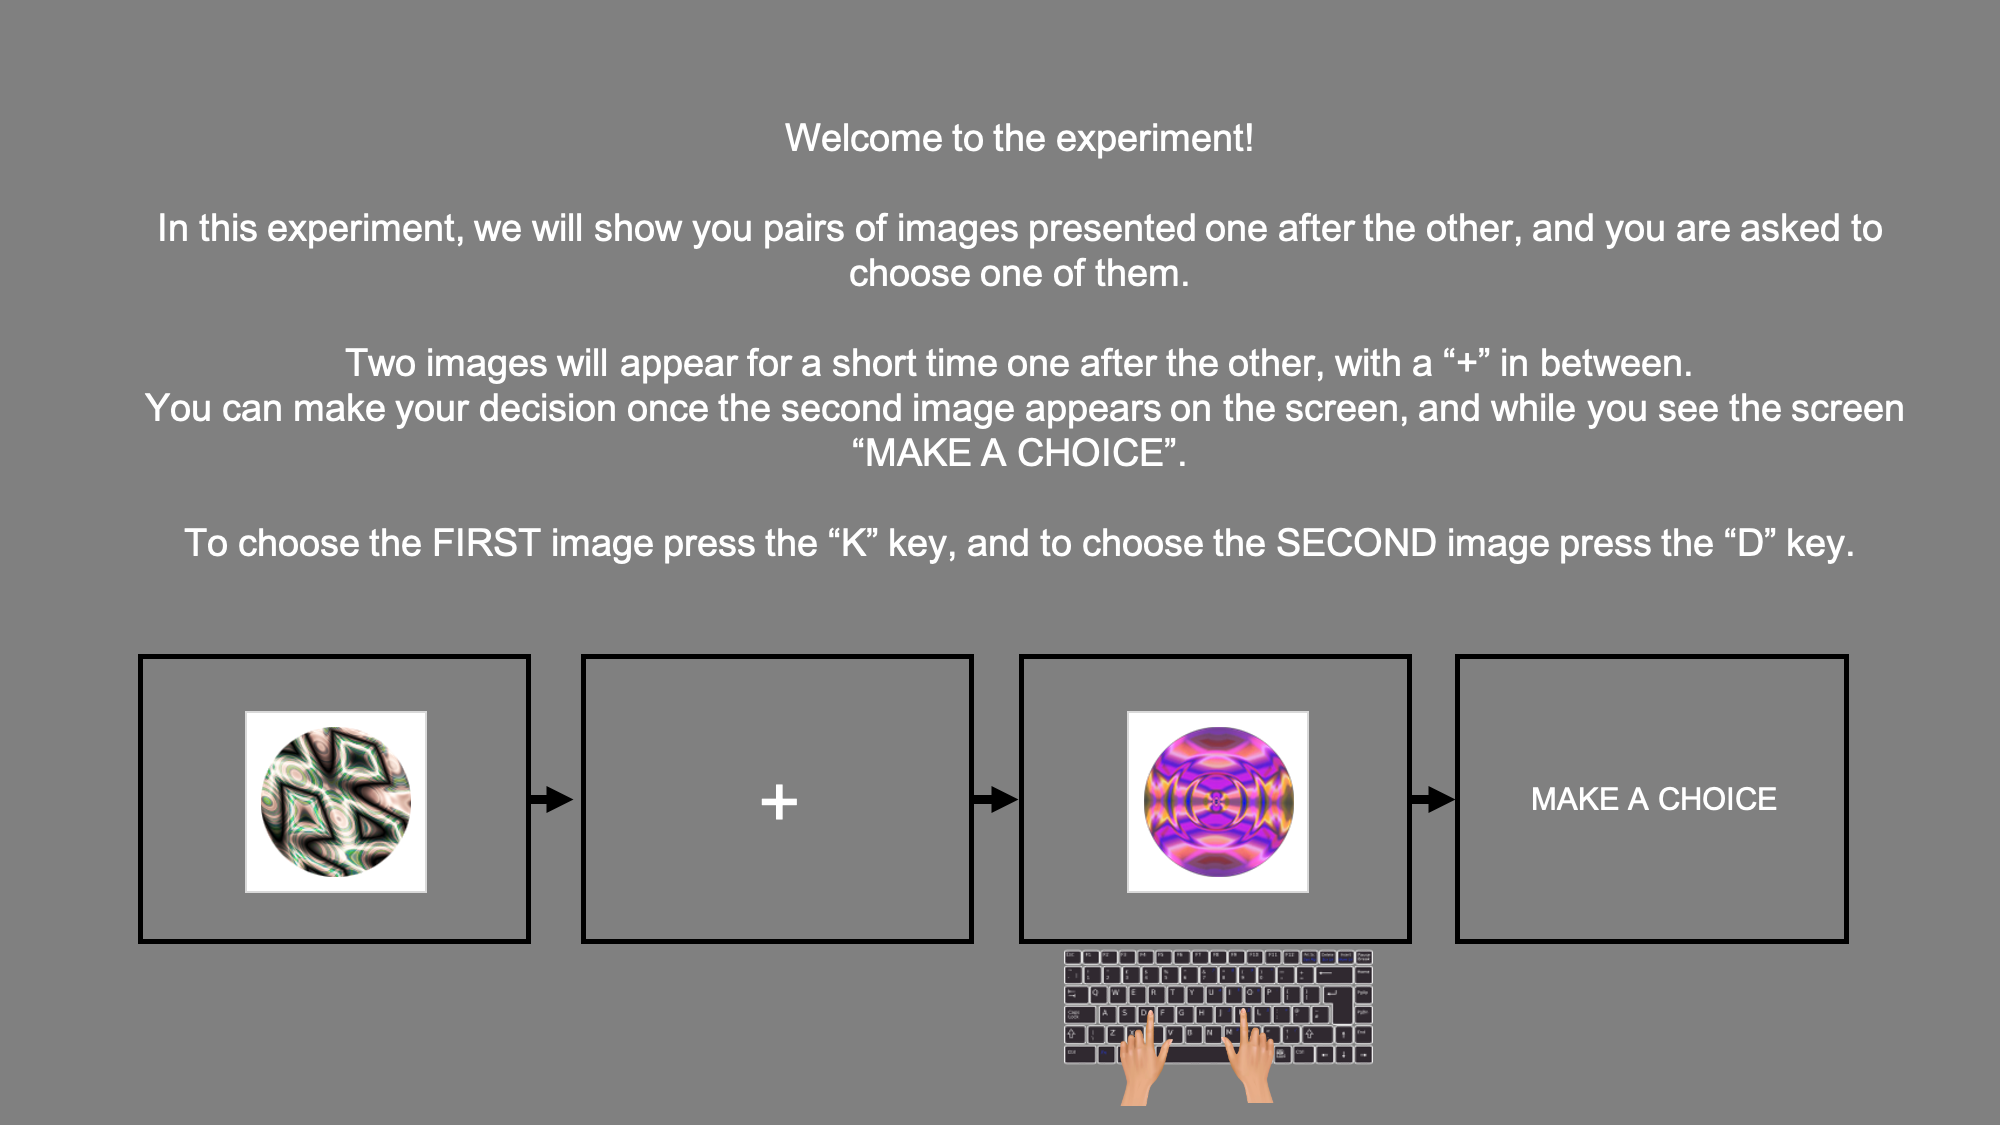 Welcome to the experiment!
In this experiment, we will show you pairs of images presented one after the other, and you are asked to
choose one of them.
Two images will appear for a short time one after the other, with a “+” in between.
You can make your decision once the second image appears on the screen, and while you see the screen
“MAKE A CHOICE”.
To choose the FIRST image press the “K” key, and to choose the SECOND image press the “D” key.
+
MAKE A CHOICE
Q W E R T Y U I O P
A S D F G H J L
Z V B N M